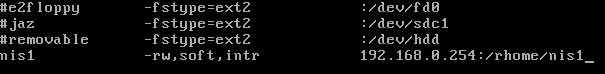 #e2floppy -fstype=ext2 :/dev/fd0
#jaz -fstype=ext2 :/dev/sdc1
#removable -fstype=ext2 :/dev/hdd
nis1 -rw,soft,intr 192.168.0.254:/rhome/nis1_